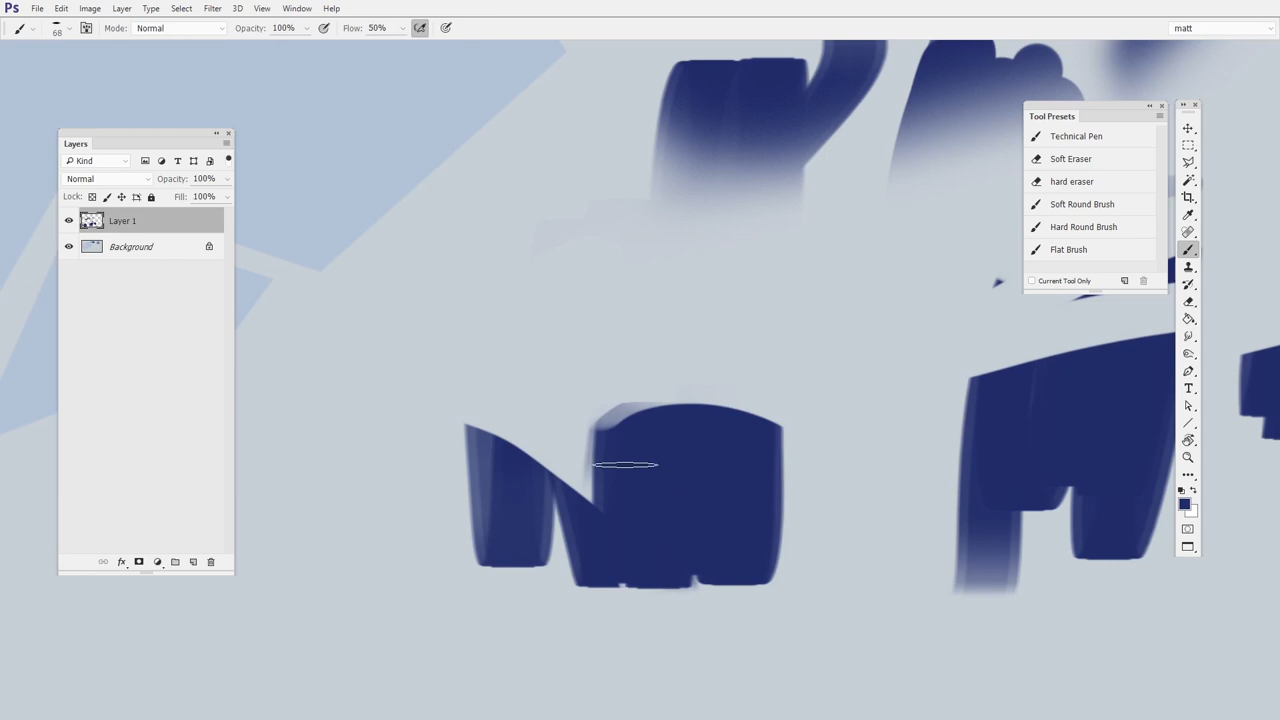 Ps File Edit Image Layer Type Select Filter 3D View Window Help
68 Mode: Normal Opacity: 100% Flow: 50% matt
Layers
Kind
Normal Opacity: 100%
Lock: Fill: 100%
Layer 1
Background
fx
Tool Presets
Technical Pen
Soft Eraser
hard eraser
Soft Round Brush
Hard Round Brush
Flat Brush
Current Tool Only